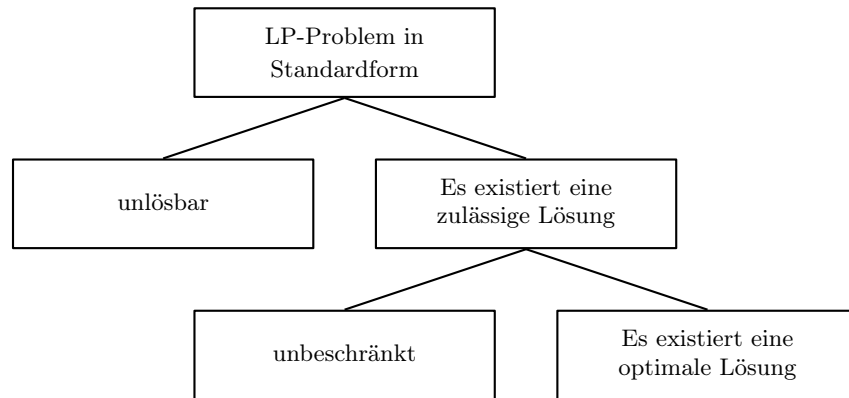 LP-Problem in
Standardform
unlösbar
Es existiert eine
zulässige Lösung
unbeschränkt
Es existiert eine
optimale Lösung